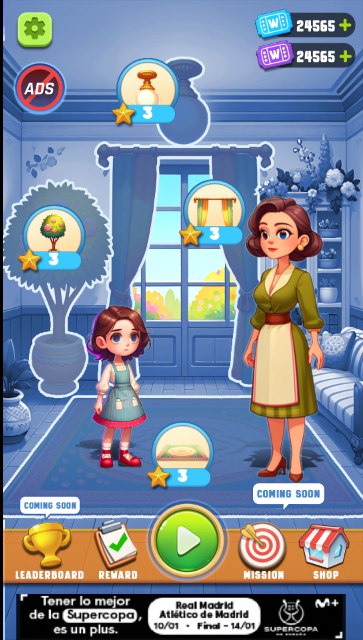 W 24565 +
W 24565 +
ADS
3
3
3
3
COMING SOON
COMING SOON
LEADERBOARD
REWARD
MISSION
SHOP
Tener lo mejor
de la Supercopa,
es un plus.
Real Madrid
Atlético de Madrid
10/01 • Final - 14/01
SUPERCOPA
M+